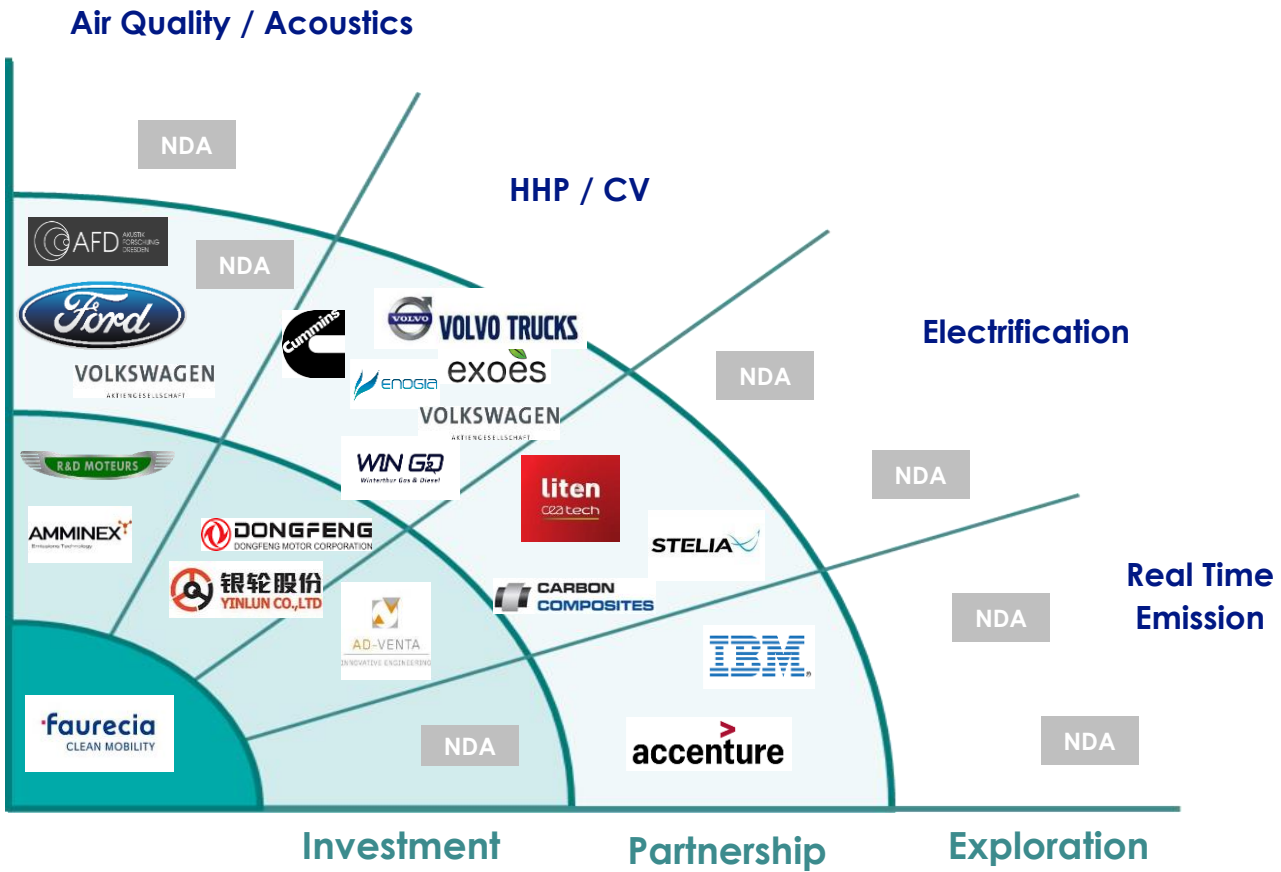 Air Quality / Acoustics
NDA
HHP / CV
AFD AKUSTIK
FORSCHUNG
DRESDEN
NDA
Ford
Cummins
VOLVO
VOLVO TRUCKS
Electrification
VOLKSWAGEN
AKTIENGESELLSCHAFT
ENOGIA
exoès
NDA
VOLKSWAGEN
AKTIENGESELLSCHAFT
R&D MOTEURS
WIN GD
Winterthur Gas & Diesel
liten
cea tech
NDA
AMMINEX
Emissions Technology
DONGFENG
DONGFENG MOTOR CORPORATION
STELIA
银轮股份
YINLUN CO.,LTD
CARBON
COMPOSITES
Real Time
Emission
NDA
AD-VENTA
INNOVATIVE ENGINEERING
IBM
faurecia
CLEAN MOBILITY
NDA
accenture
NDA
Investment
Partnership
Exploration